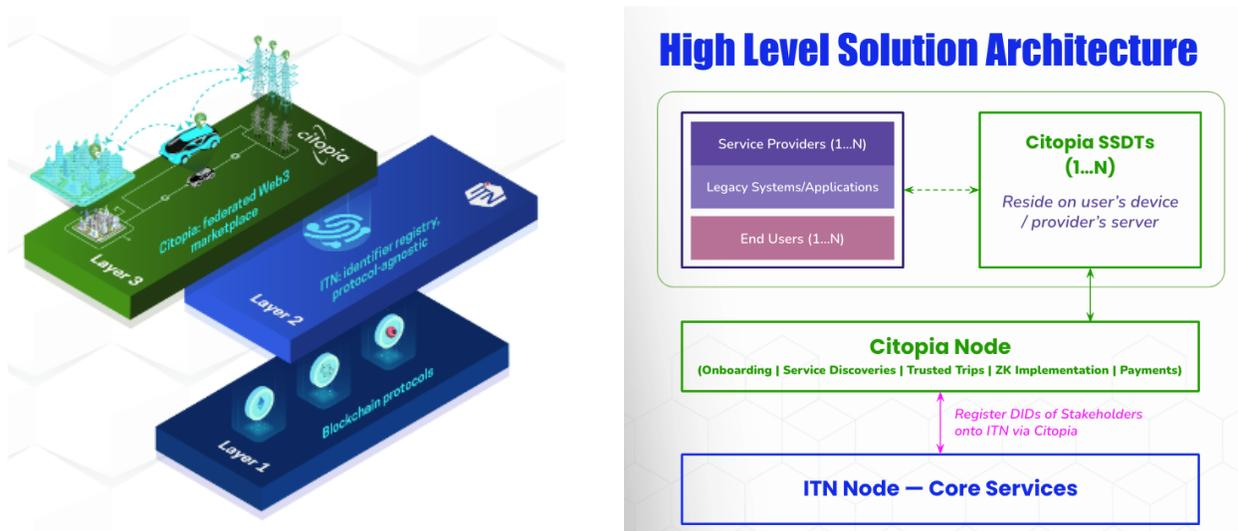 citopia
Citopia: federated Web3
marketplace
Layer 3
ITN
ITN: identifier registry,
protocol-agnostic
Layer 2
Blockchain protocols
Layer 1
High Level Solution Architecture
Service Providers (1...N)
Legacy Systems/Applications
End Users (1...N)
Citopia SSDTs
(1...N)
Reside on user's device
/ provider's server
Citopia Node
(Onboarding | Service Discoveries | Trusted Trips | ZK Implementation | Payments)
Register DIDs of Stakeholders
onto ITN via Citopia
ITN Node — Core Services